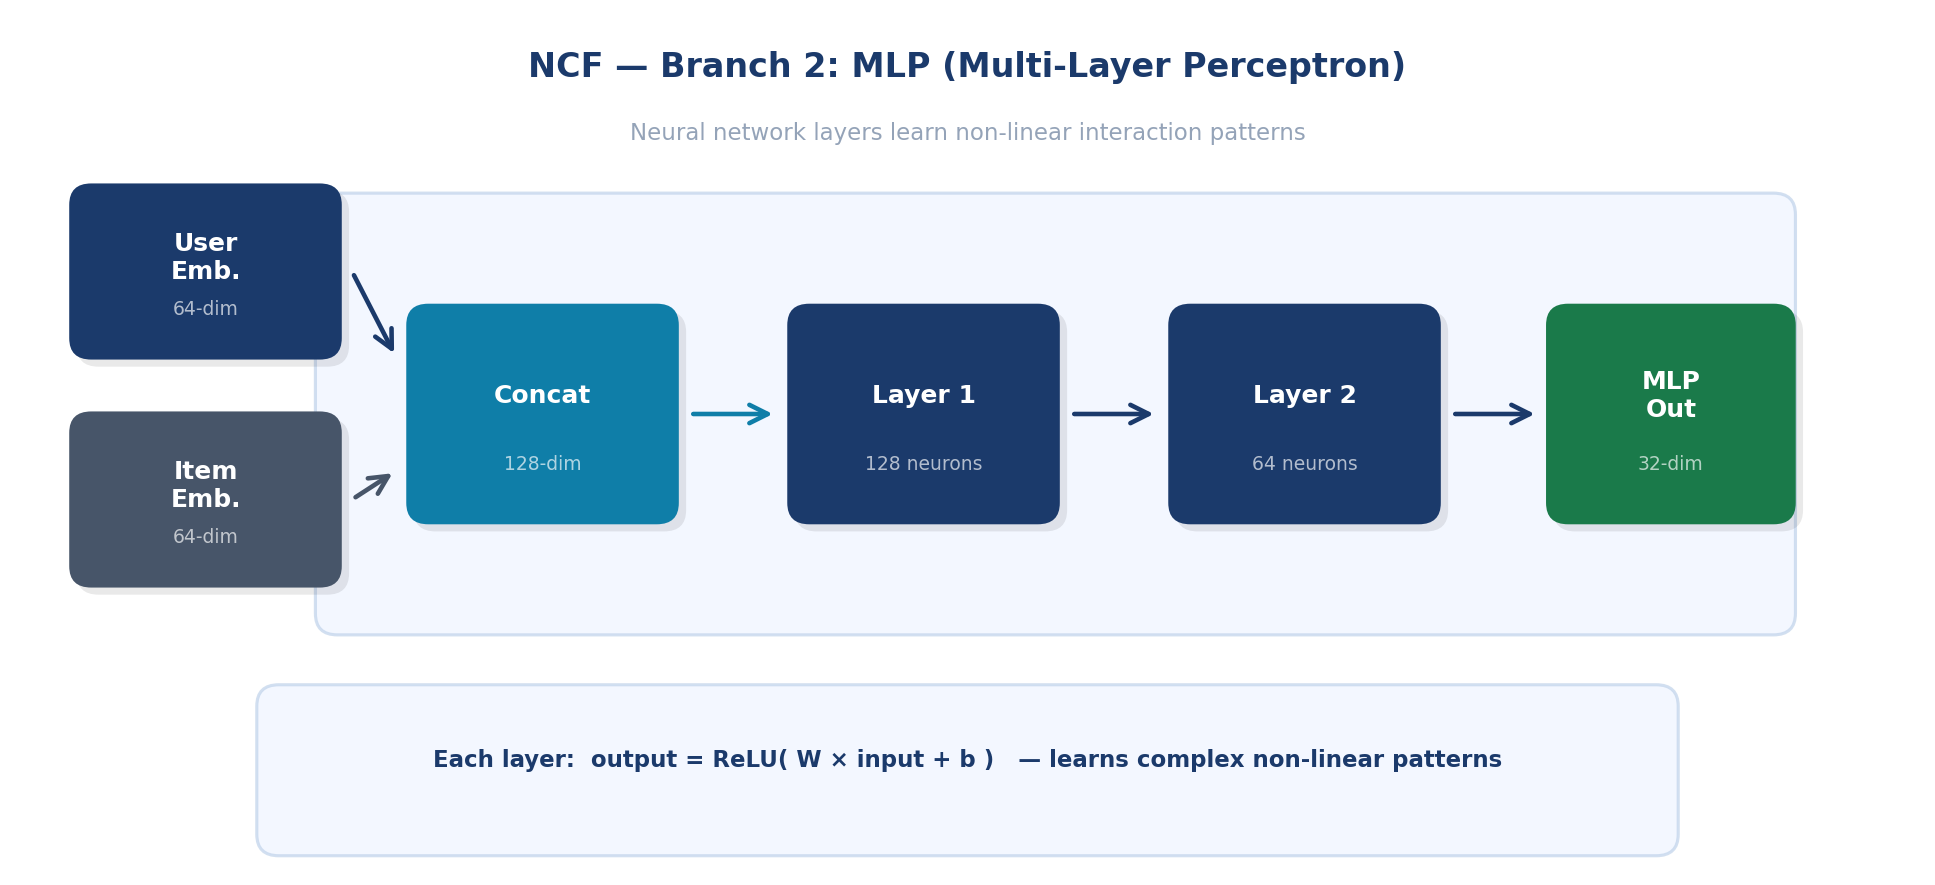 NCF — Branch 2: MLP (Multi-Layer Perceptron)
Neural network layers learn non-linear interaction patterns
User
Emb.
64-dim
Item
Emb.
64-dim
Concat
128-dim
Layer 1
128 neurons
Layer 2
64 neurons
MLP
Out
32-dim
Each layer:  output = ReLU( W × input + b )   — learns complex non-linear patterns